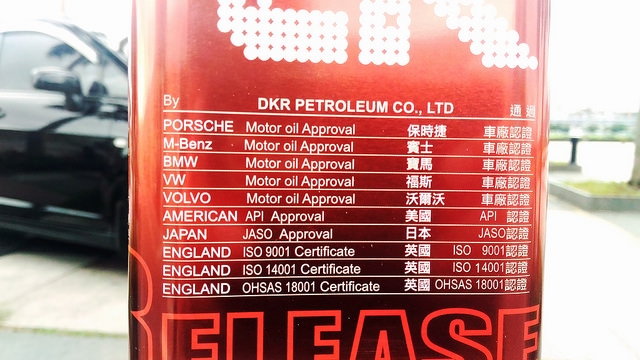 By DKR PETROLEUM CO., LTD 通過
PORSCHE Motor oil Approval 保時捷 車廠認證
M-Benz Motor oil Approval 賓士 車廠認證
BMW Motor oil Approval 寶馬 車廠認證
VW Motor oil Approval 福斯 車廠認證
VOLVO Motor oil Approval 沃爾沃 車廠認證
AMERICAN API Approval 美國 API 認證
JAPAN JASO Approval 日本 JASO認證
ENGLAND ISO 9001 Certificate 英國 ISO 9001認證
ENGLAND ISO 14001 Certificate 英國 ISO 14001認證
ENGLAND OHSAS 18001 Certificate 英國 OHSAS 18001認證
RELEASE